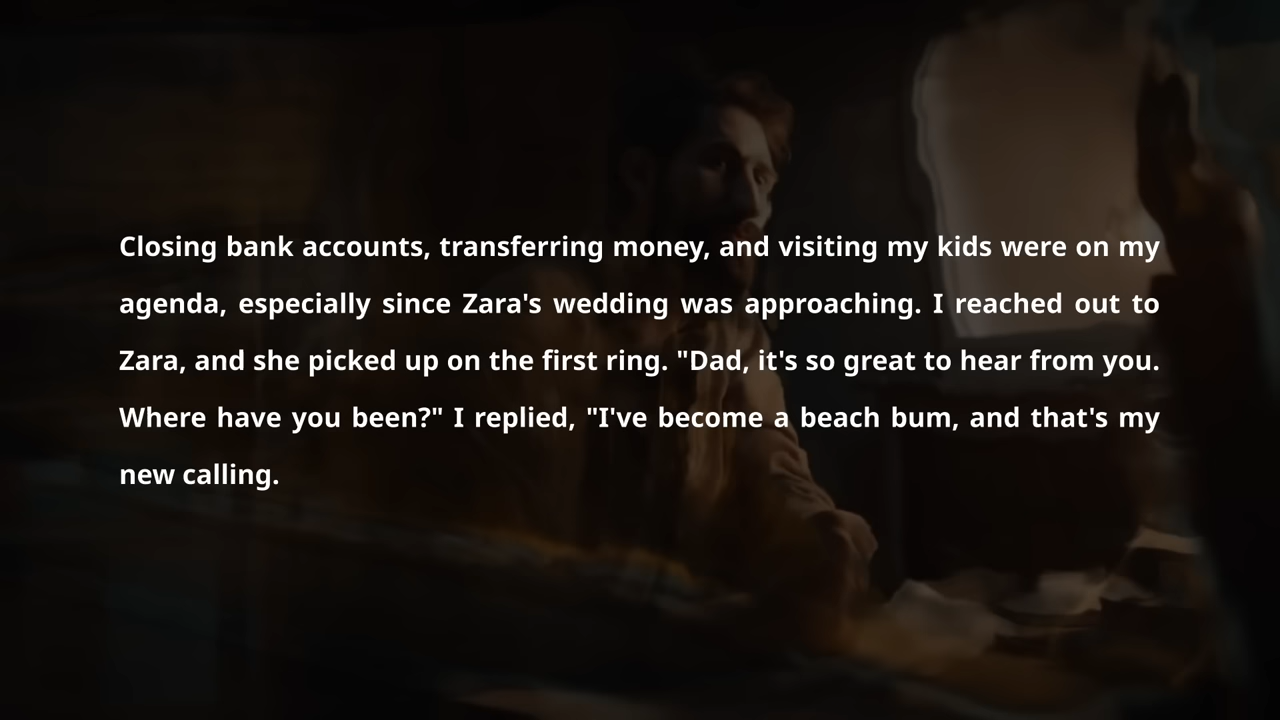 Closing bank accounts, transferring money, and visiting my kids were on my
agenda, especially since Zara's wedding was approaching. I reached out to
Zara, and she picked up on the first ring. "Dad, it's so great to hear from you.
Where have you been?" I replied, "I've become a beach bum, and that's my
new calling.